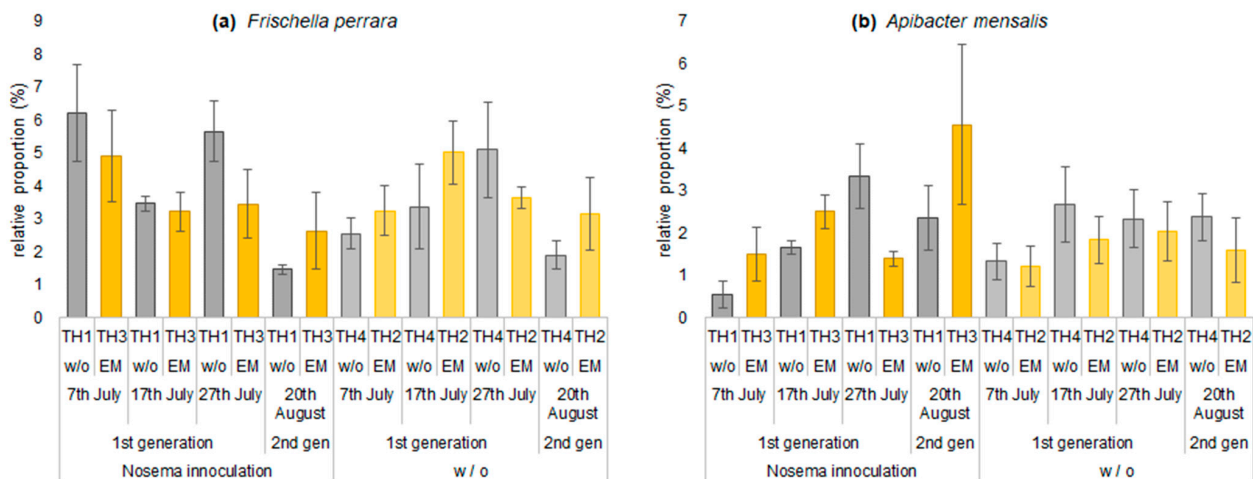 (a) Frischella perrara
relative proportion (%)
9
8
7
6
5
4
3
2
1
0
TH1 TH3 TH1 TH3 TH1 TH3 TH1 TH3 TH4 TH2 TH4 TH2 TH4 TH2 TH4 TH2
w/o EM w/o EM w/o EM w/o EM w/o EM w/o EM w/o EM w/o EM
7th July 17th July 27th July 20th August 7th July 17th July 27th July 20th August
1st generation 2nd gen 1st generation 2nd gen
Nosema innoculation w / o
(b) Apibacter mensalis
relative proportion (%)
7
6
5
4
3
2
1
0
TH1 TH3 TH1 TH3 TH1 TH3 TH1 TH3 TH4 TH2 TH4 TH2 TH4 TH2 TH4 TH2
w/o EM w/o EM w/o EM w/o EM w/o EM w/o EM w/o EM w/o EM
7th July 17th July 27th July 20th August 7th July 17th July 27th July 20th August
1st generation 2nd gen 1st generation 2nd gen
Nosema innoculation w / o